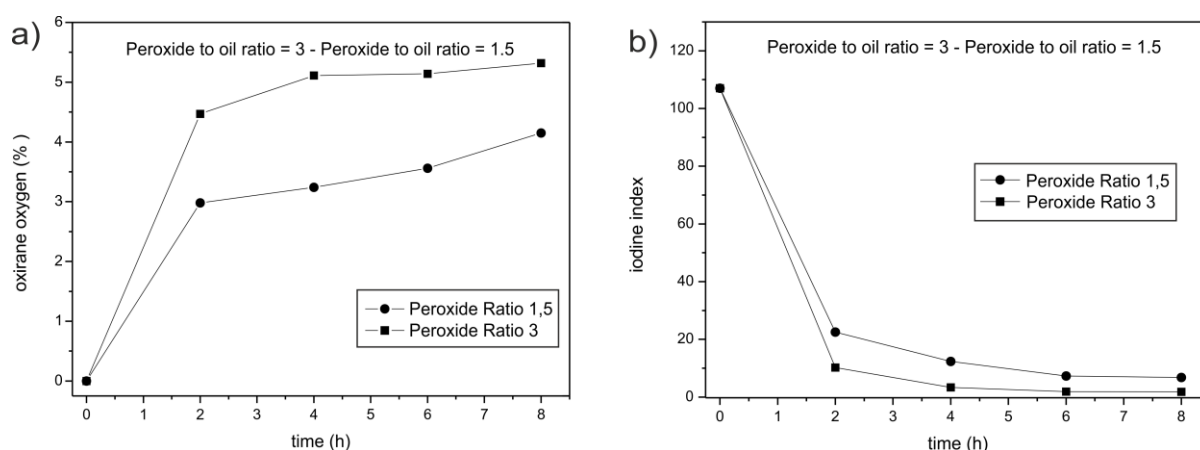 a)
Peroxide to oil ratio = 3 - Peroxide to oil ratio = 1.5
oxirane oxygen (% )
6
5
4
3
2
1
0
Peroxide Ratio 1,5
Peroxide Ratio 3
0 1 2 3 4 5 6 7 8
time (h)
b)
Peroxide to oil ratio = 3 - Peroxide to oil ratio = 1.5
iodine index
120
100
80
60
40
20
0
Peroxide Ratio 1,5
Peroxide Ratio 3
0 1 2 3 4 5 6 7 8
time (h)